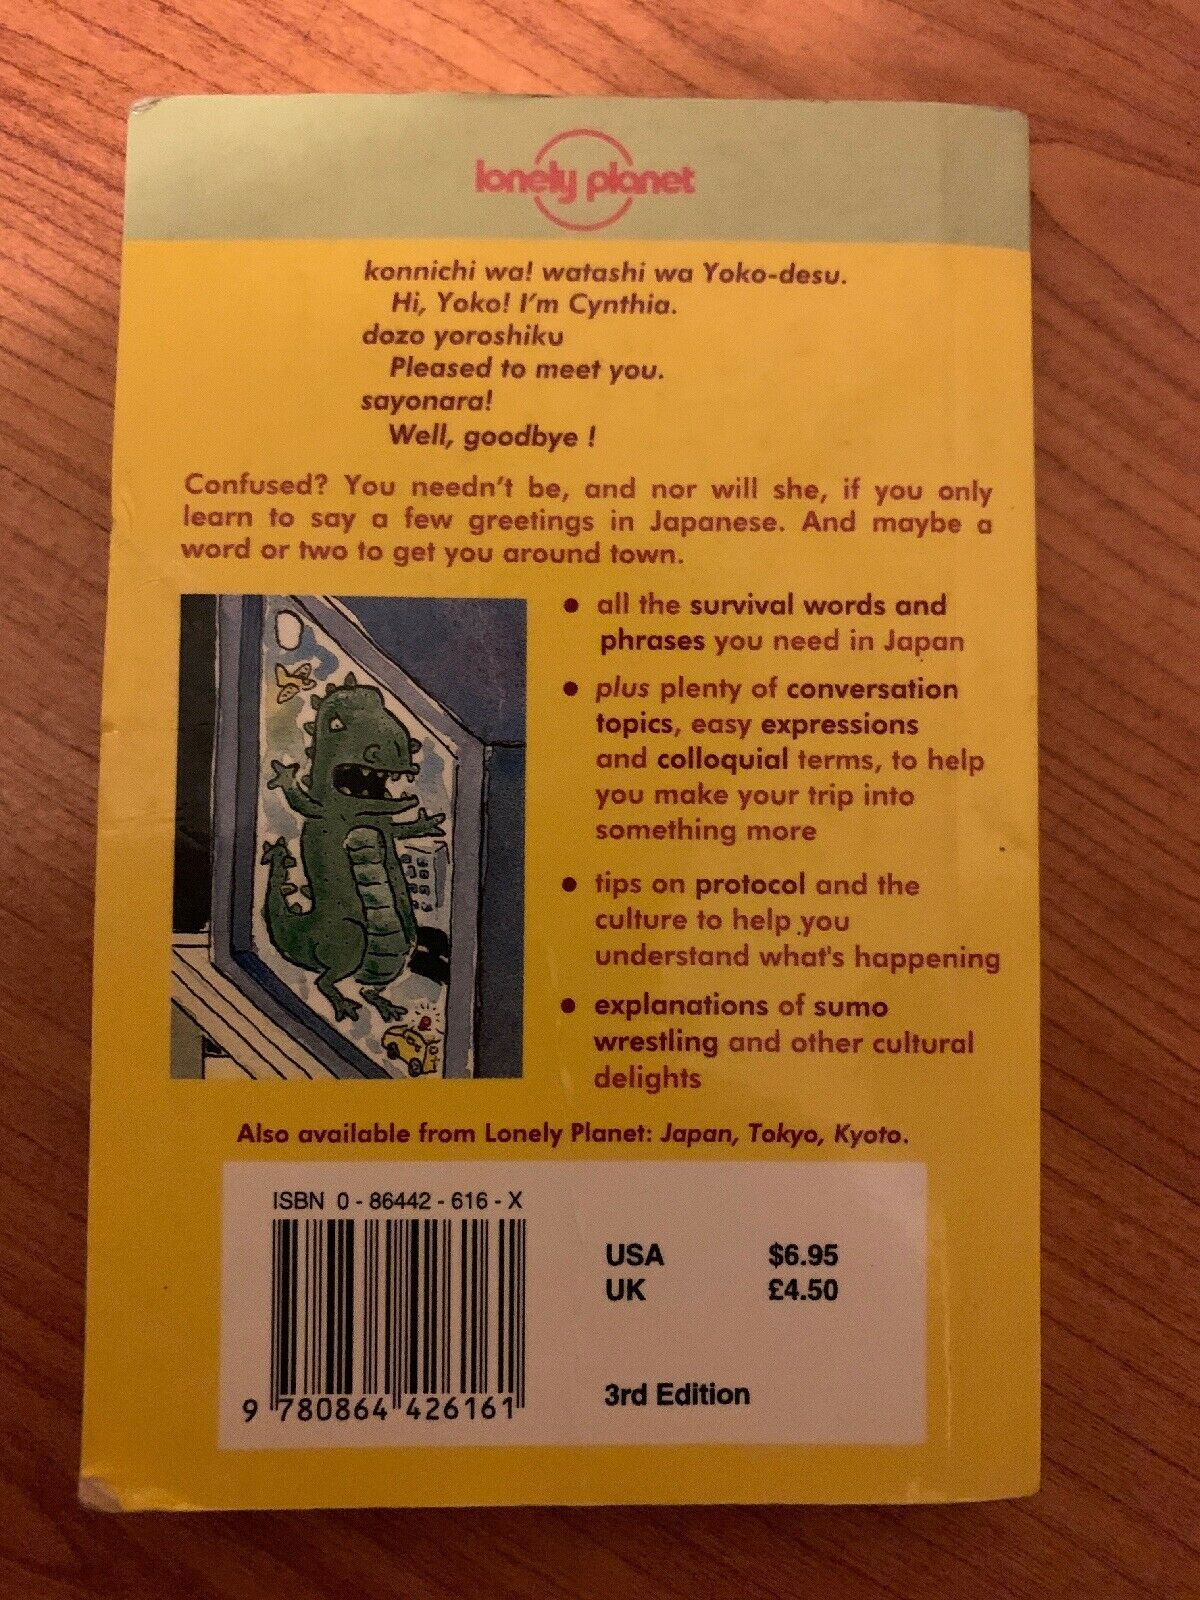 lonely planet
konnichi wa! watashi wa Yoko-desu.
Hi, Yoko! I'm Cynthia.
dozo yoroshiku
Pleased to meet you.
sayonara!
Well, goodbye !
Confused? You needn't be, and nor will she, if you only
learn to say a few greetings in Japanese. And maybe a
word or two to get you around town.
• all the survival words and
phrases you need in Japan
• plus plenty of conversation
topics, easy expressions
and colloquial terms, to help
you make your trip into
something more
• tips on protocol and the
culture to help you
understand what's happening
• explanations of sumo
wrestling and other cultural
delights
Also available from Lonely Planet: Japan, Tokyo, Kyoto.
ISBN 0 - 86442 - 616 - X
USA $6.95
UK £4.50
3rd Edition
9 780864 426161